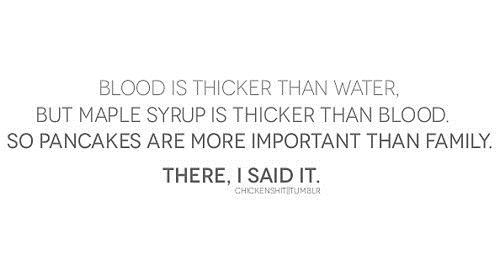 BLOOD IS THICKER THAN WATER,
BUT MAPLE SYRUP IS THICKER THAN BLOOD.
SO PANCAKES ARE MORE IMPORTANT THAN FAMILY.
THERE, I SAID IT.
CHICKENSHIT||TUMBLR